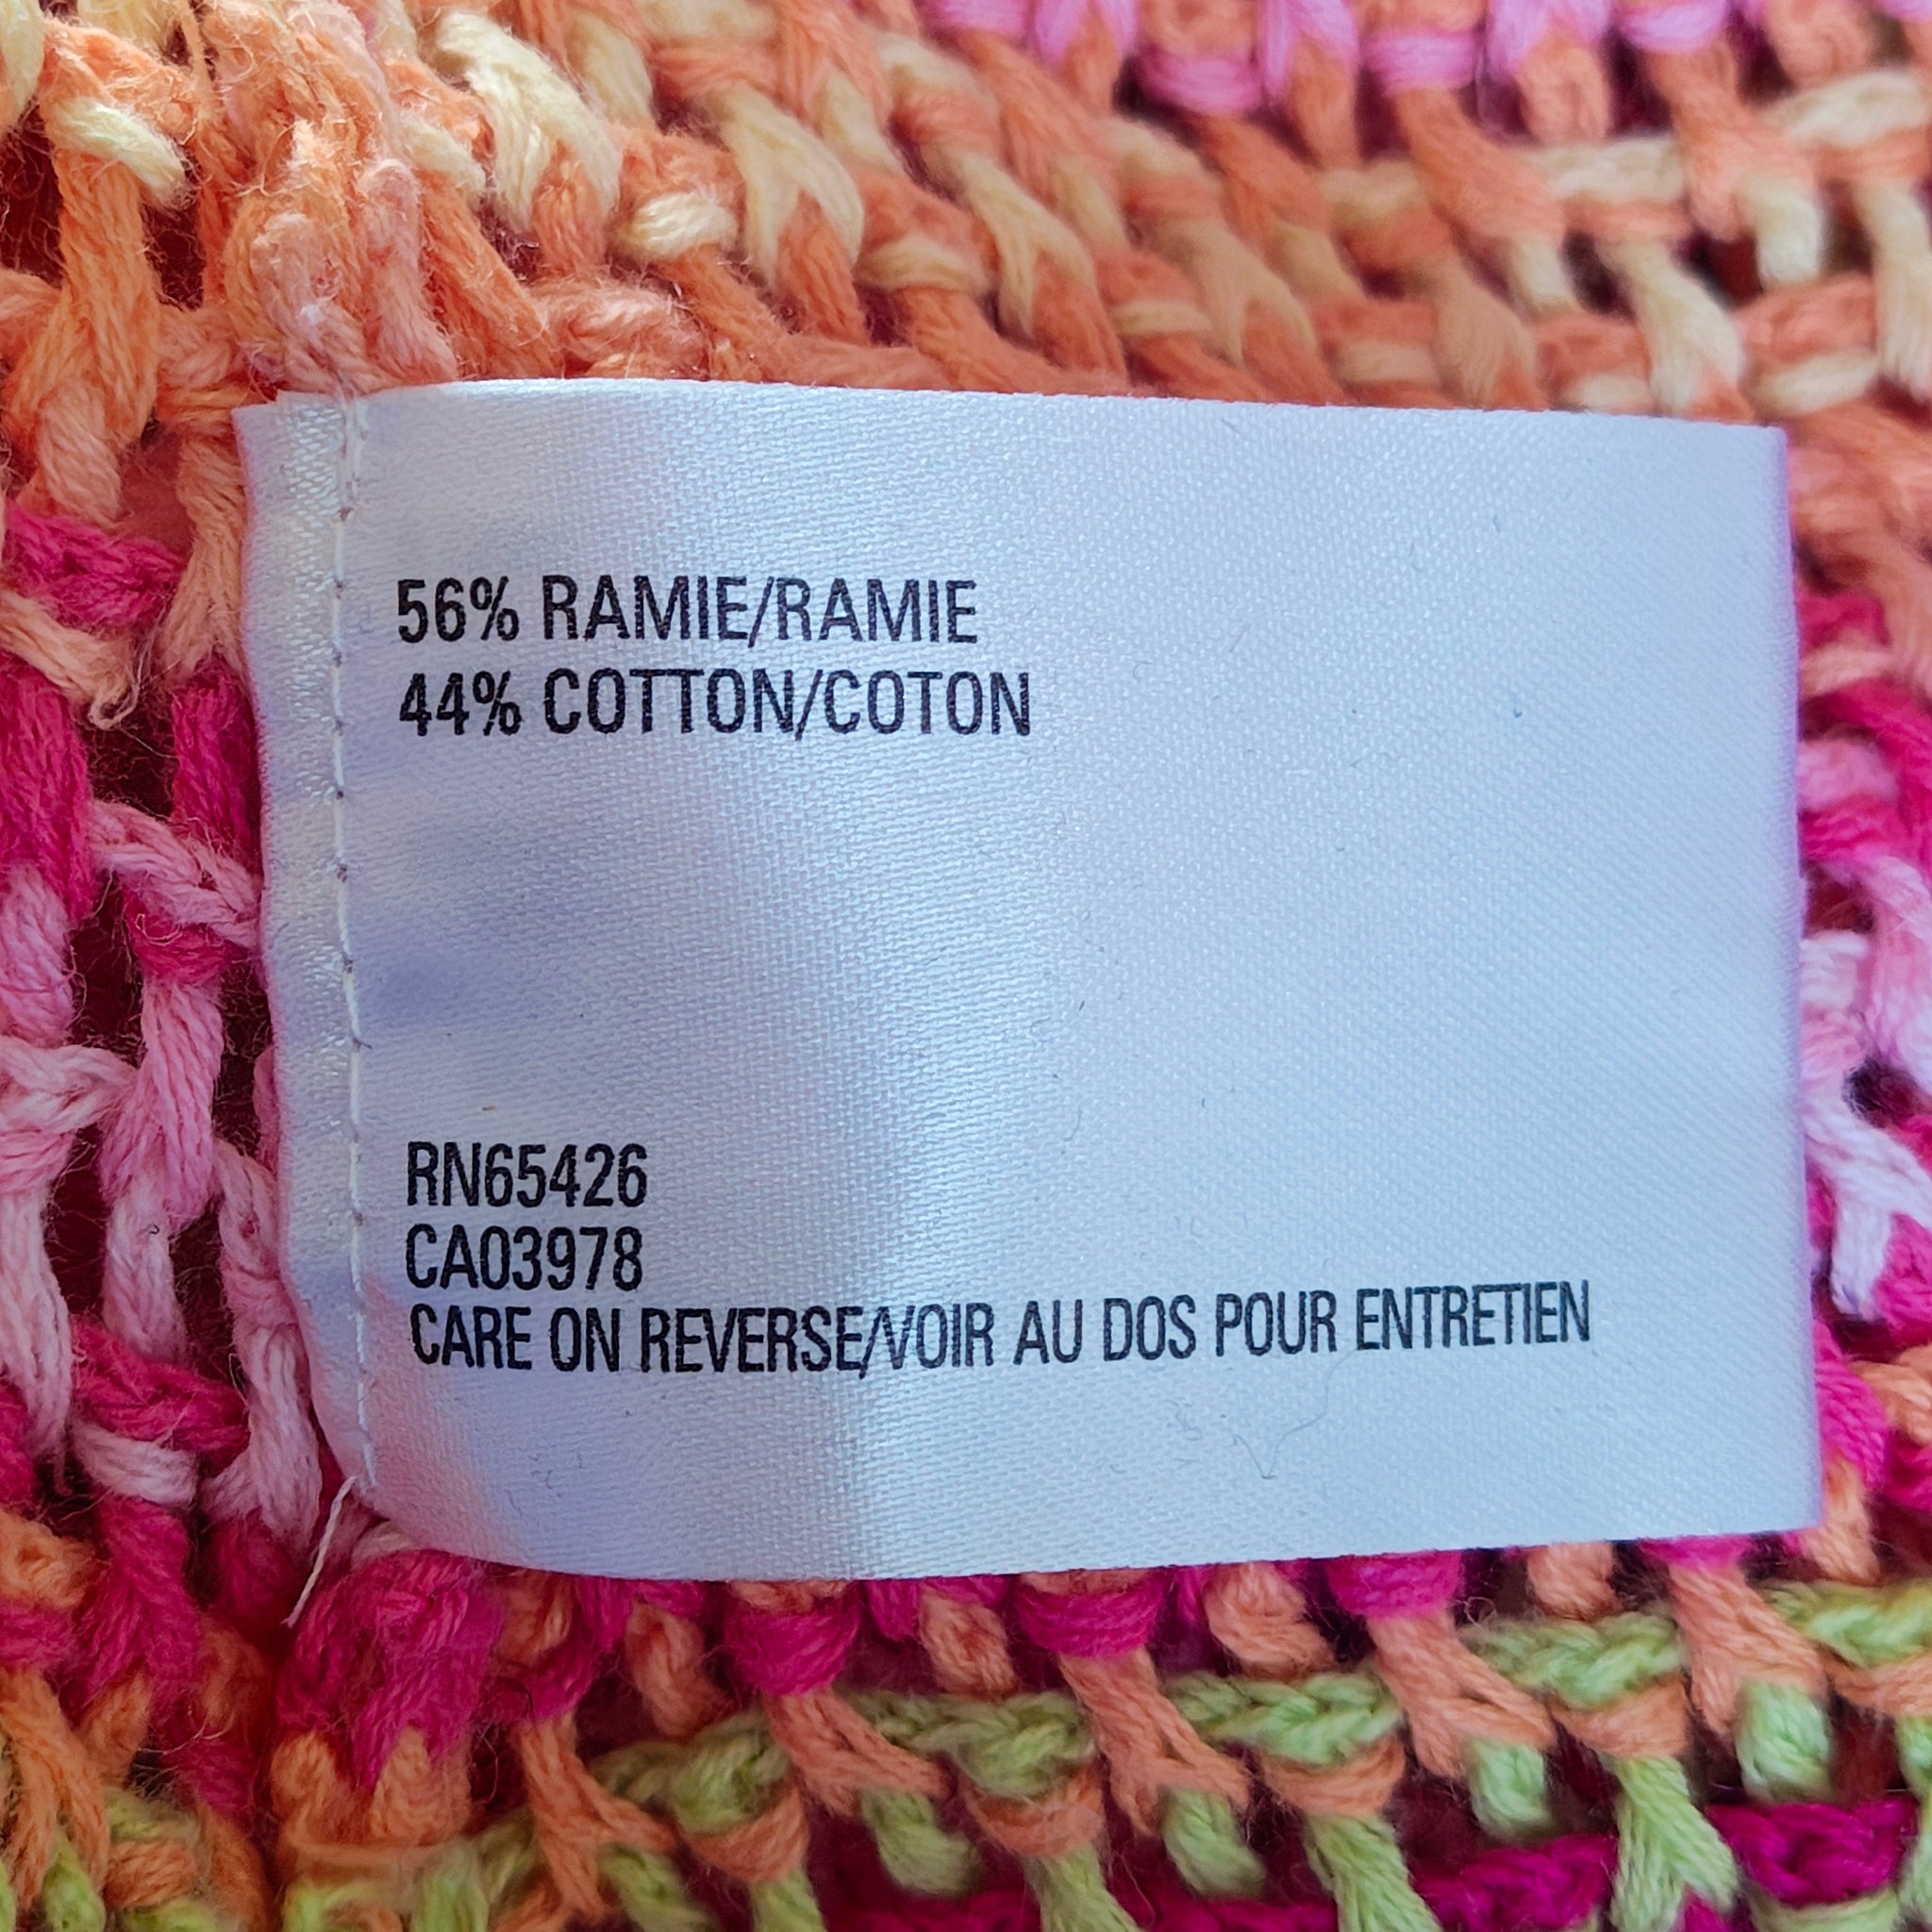 56% RAMIE/RAMIE
44% COTTON/COTON
RN65426
CA03978
CARE ON REVERSE/VOIR AU DOS POUR ENTRETIEN